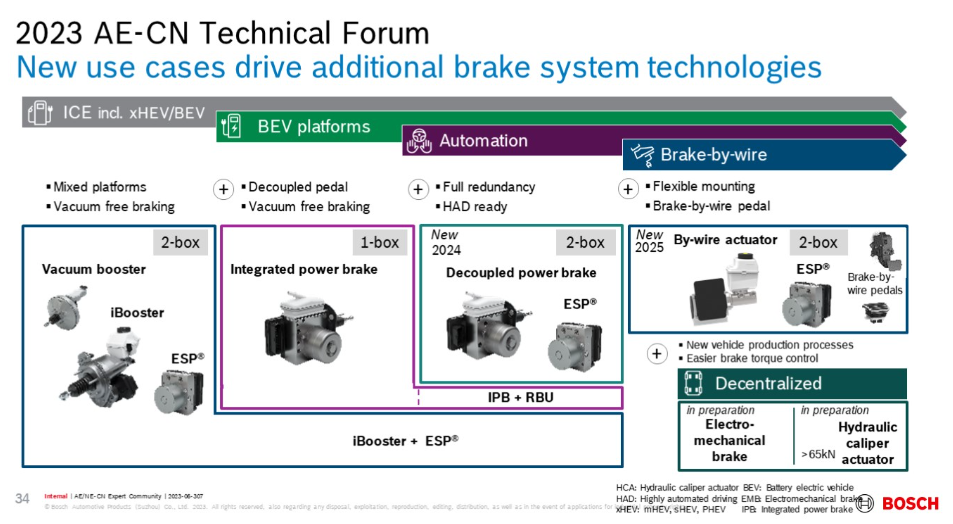 2023 AE-CN Technical Forum
New use cases drive additional brake system technologies
ICE incl. xHEV/BEV
BEV platforms
Automation
Brake-by-wire
▪ Mixed platforms
▪ Vacuum free braking
+
▪ Decoupled pedal
▪ Vacuum free braking
+
▪ Full redundancy
▪ HAD ready
+
▪ Flexible mounting
▪ Brake-by-wire pedal
2-box
Vacuum booster
iBooster
ESP®
1-box
Integrated power brake
New
2024
2-box
Decoupled power brake
ESP®
New
2025
By-wire actuator
2-box
ESP®
Brake-by-
wire pedals
IPB + RBU
iBooster + ESP®
+
▪ New vehicle production processes
▪ Easier brake torque control
Decentralized
in preparation
Electro-
mechanical
brake
in preparation
Hydraulic
caliper
>65kN
actuator
34
Internal | AE/NE-CN Expert Community | 2023-06-307
© Bosch Automotive Products (Suzhou) Co., Ltd. 2023. All rights reserved, also regarding any disposal, exploitation, reproduction, editing, distribution, as well as in the event of applications for
HCA: Hydraulic caliper actuator BEV: Battery electric vehicle
HAD: Highly automated driving EMB: Electromechanical brake
xHEV: mHEV, sHEV, PHEV IPB: Integrated power brake
BOSCH